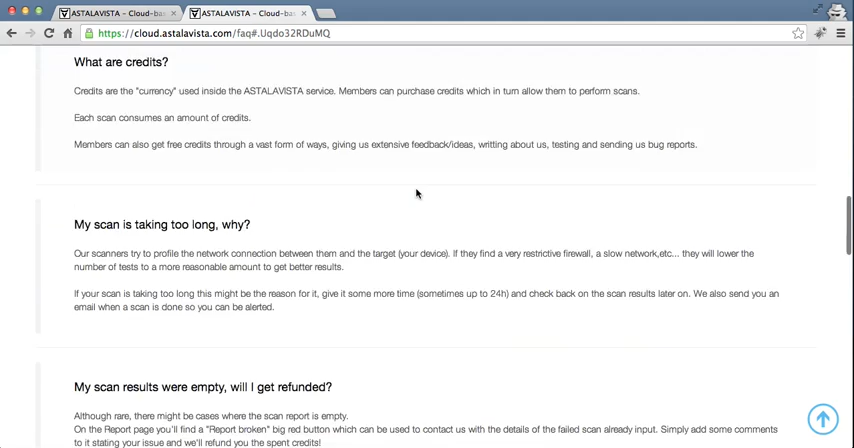 ASTALAVISTA – Cloud-bas
ASTALAVISTA – Cloud-bas
https://cloud.astalavista.com/faq#.Uqdo32RDuMQ
What are credits?
Credits are the "currency" used inside the ASTALAVISTA service. Members can purchase credits which in turn allow them to perform scans.
Each scan consumes an amount of credits.
Members can also get free credits through a vast form of ways, giving us extensive feedback/ideas, writting about us, testing and sending us bug reports.
My scan is taking too long, why?
Our scanners try to profile the network connection between them and the target (your device). If they find a very restrictive firewall, a slow network,etc... they will lower the
number of tests to a more reasonable amount to get better results.
If your scan is taking too long this might be the reason for it, give it some more time (sometimes up to 24h) and check back on the scan results later on. We also send you an
email when a scan is done so you can be alerted.
My scan results were empty, will I get refunded?
Although rare, there might be cases where the scan report is empty.
On the Report page you'll find a "Report broken" big red button which can be used to contact us with the details of the failed scan already input. Simply add some comments
to it stating your issue and we'll refund you the spent credits!